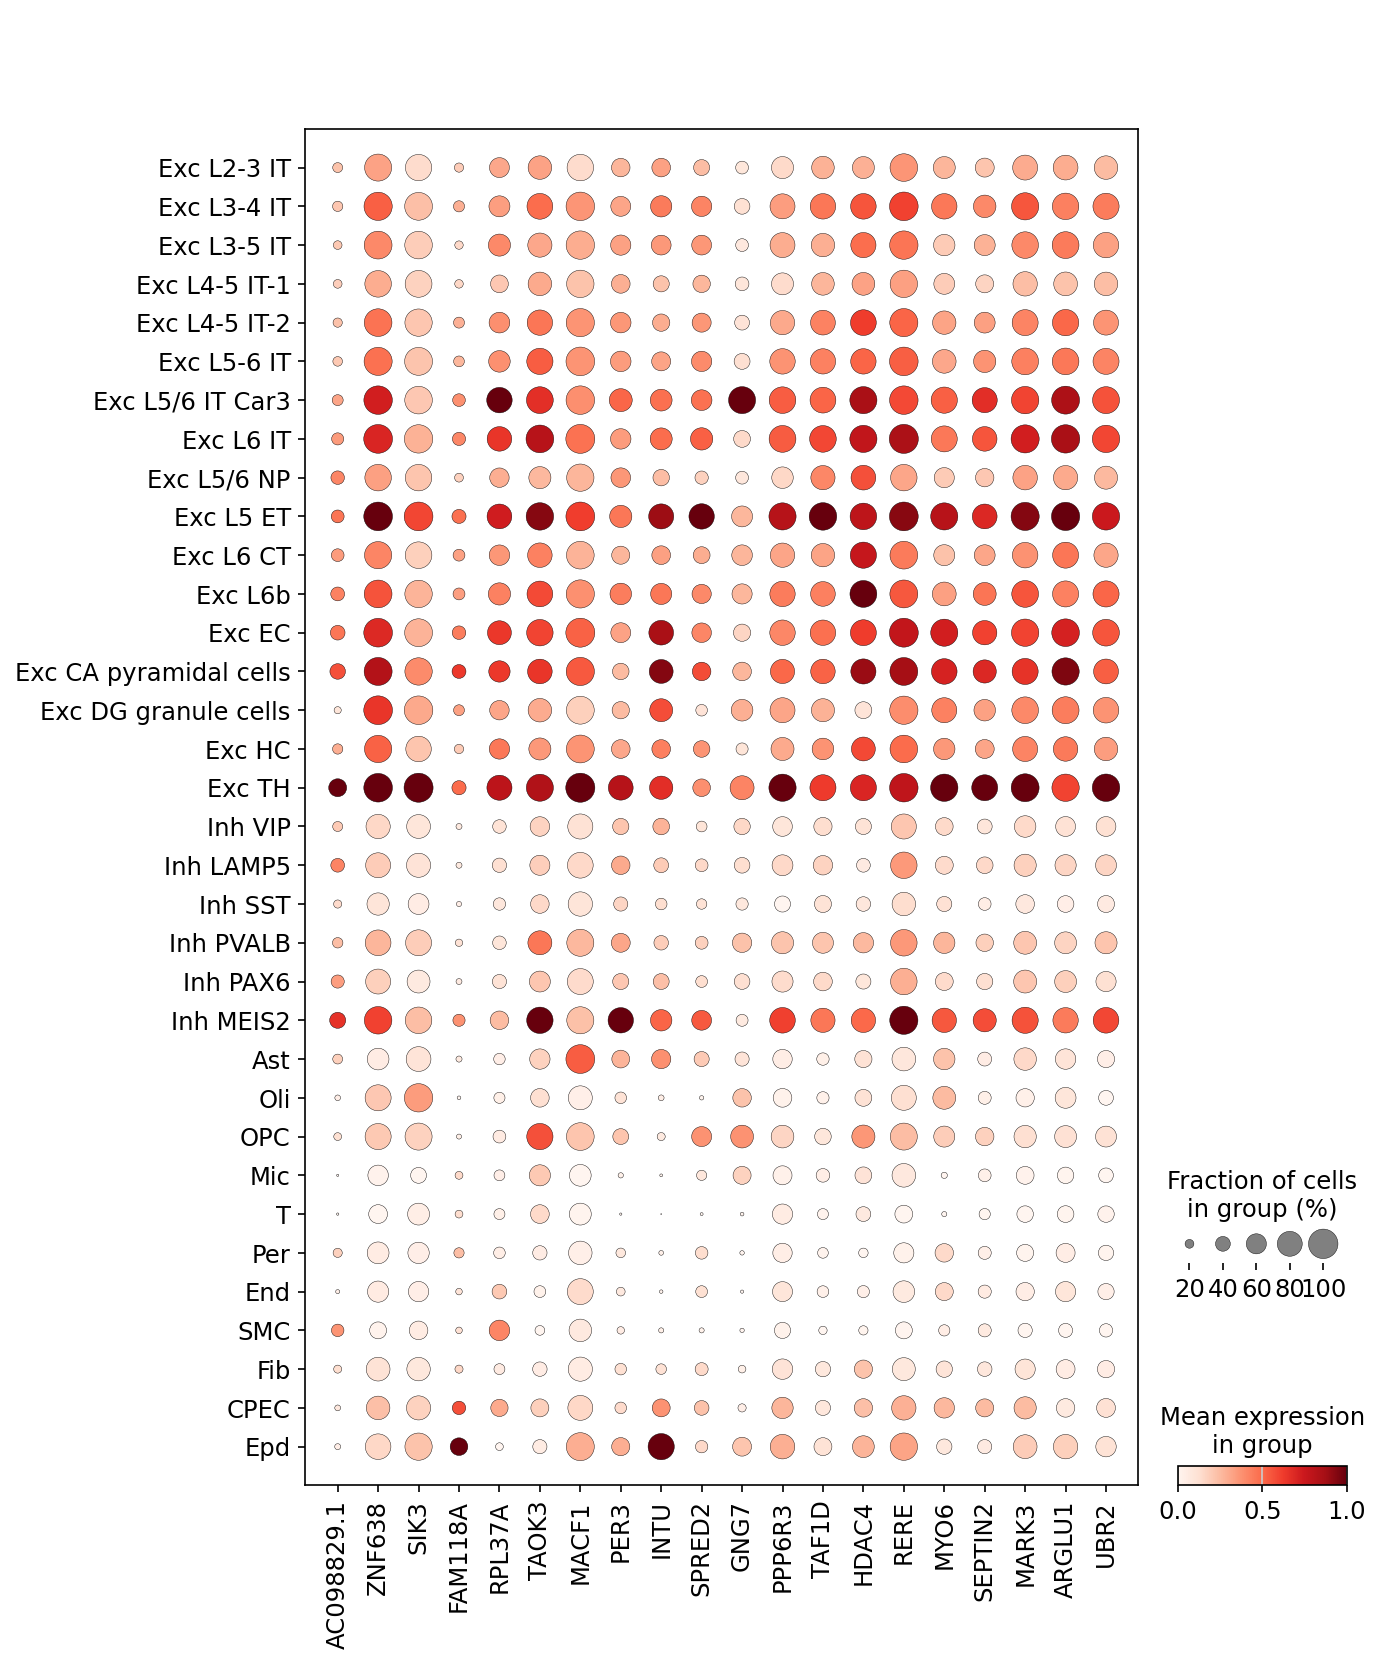 Exc L2-3 IT
Exc L3-4 IT
Exc L3-5 IT
Exc L4-5 IT-1
Exc L4-5 IT-2
Exc L5-6 IT
Exc L5/6 IT Car3
Exc L6 IT
Exc L5/6 NP
Exc L5 ET
Exc L6 CT
Exc L6b
Exc EC
Exc CA pyramidal cells
Exc DG granule cells
Exc HC
Exc TH
Inh VIP
Inh LAMP5
Inh SST
Inh PVALB
Inh PAX6
Inh MEIS2
Ast
Oli
OPC
Mic
T
Per
End
SMC
Fib
CPEC
Epd
AC098829.1
ZNF638
SIK3
FAM118A
RPL37A
TAOK3
MACF1
PER3
INTU
SPRED2
GNG7
PPP6R3
TAF1D
HDAC4
RERE
MYO6
SEPTIN2
MARK3
ARGLU1
UBR2
Fraction of cells
in group (%)
20 40 60 80 100
Mean expression
in group
0.0 0.5 1.0